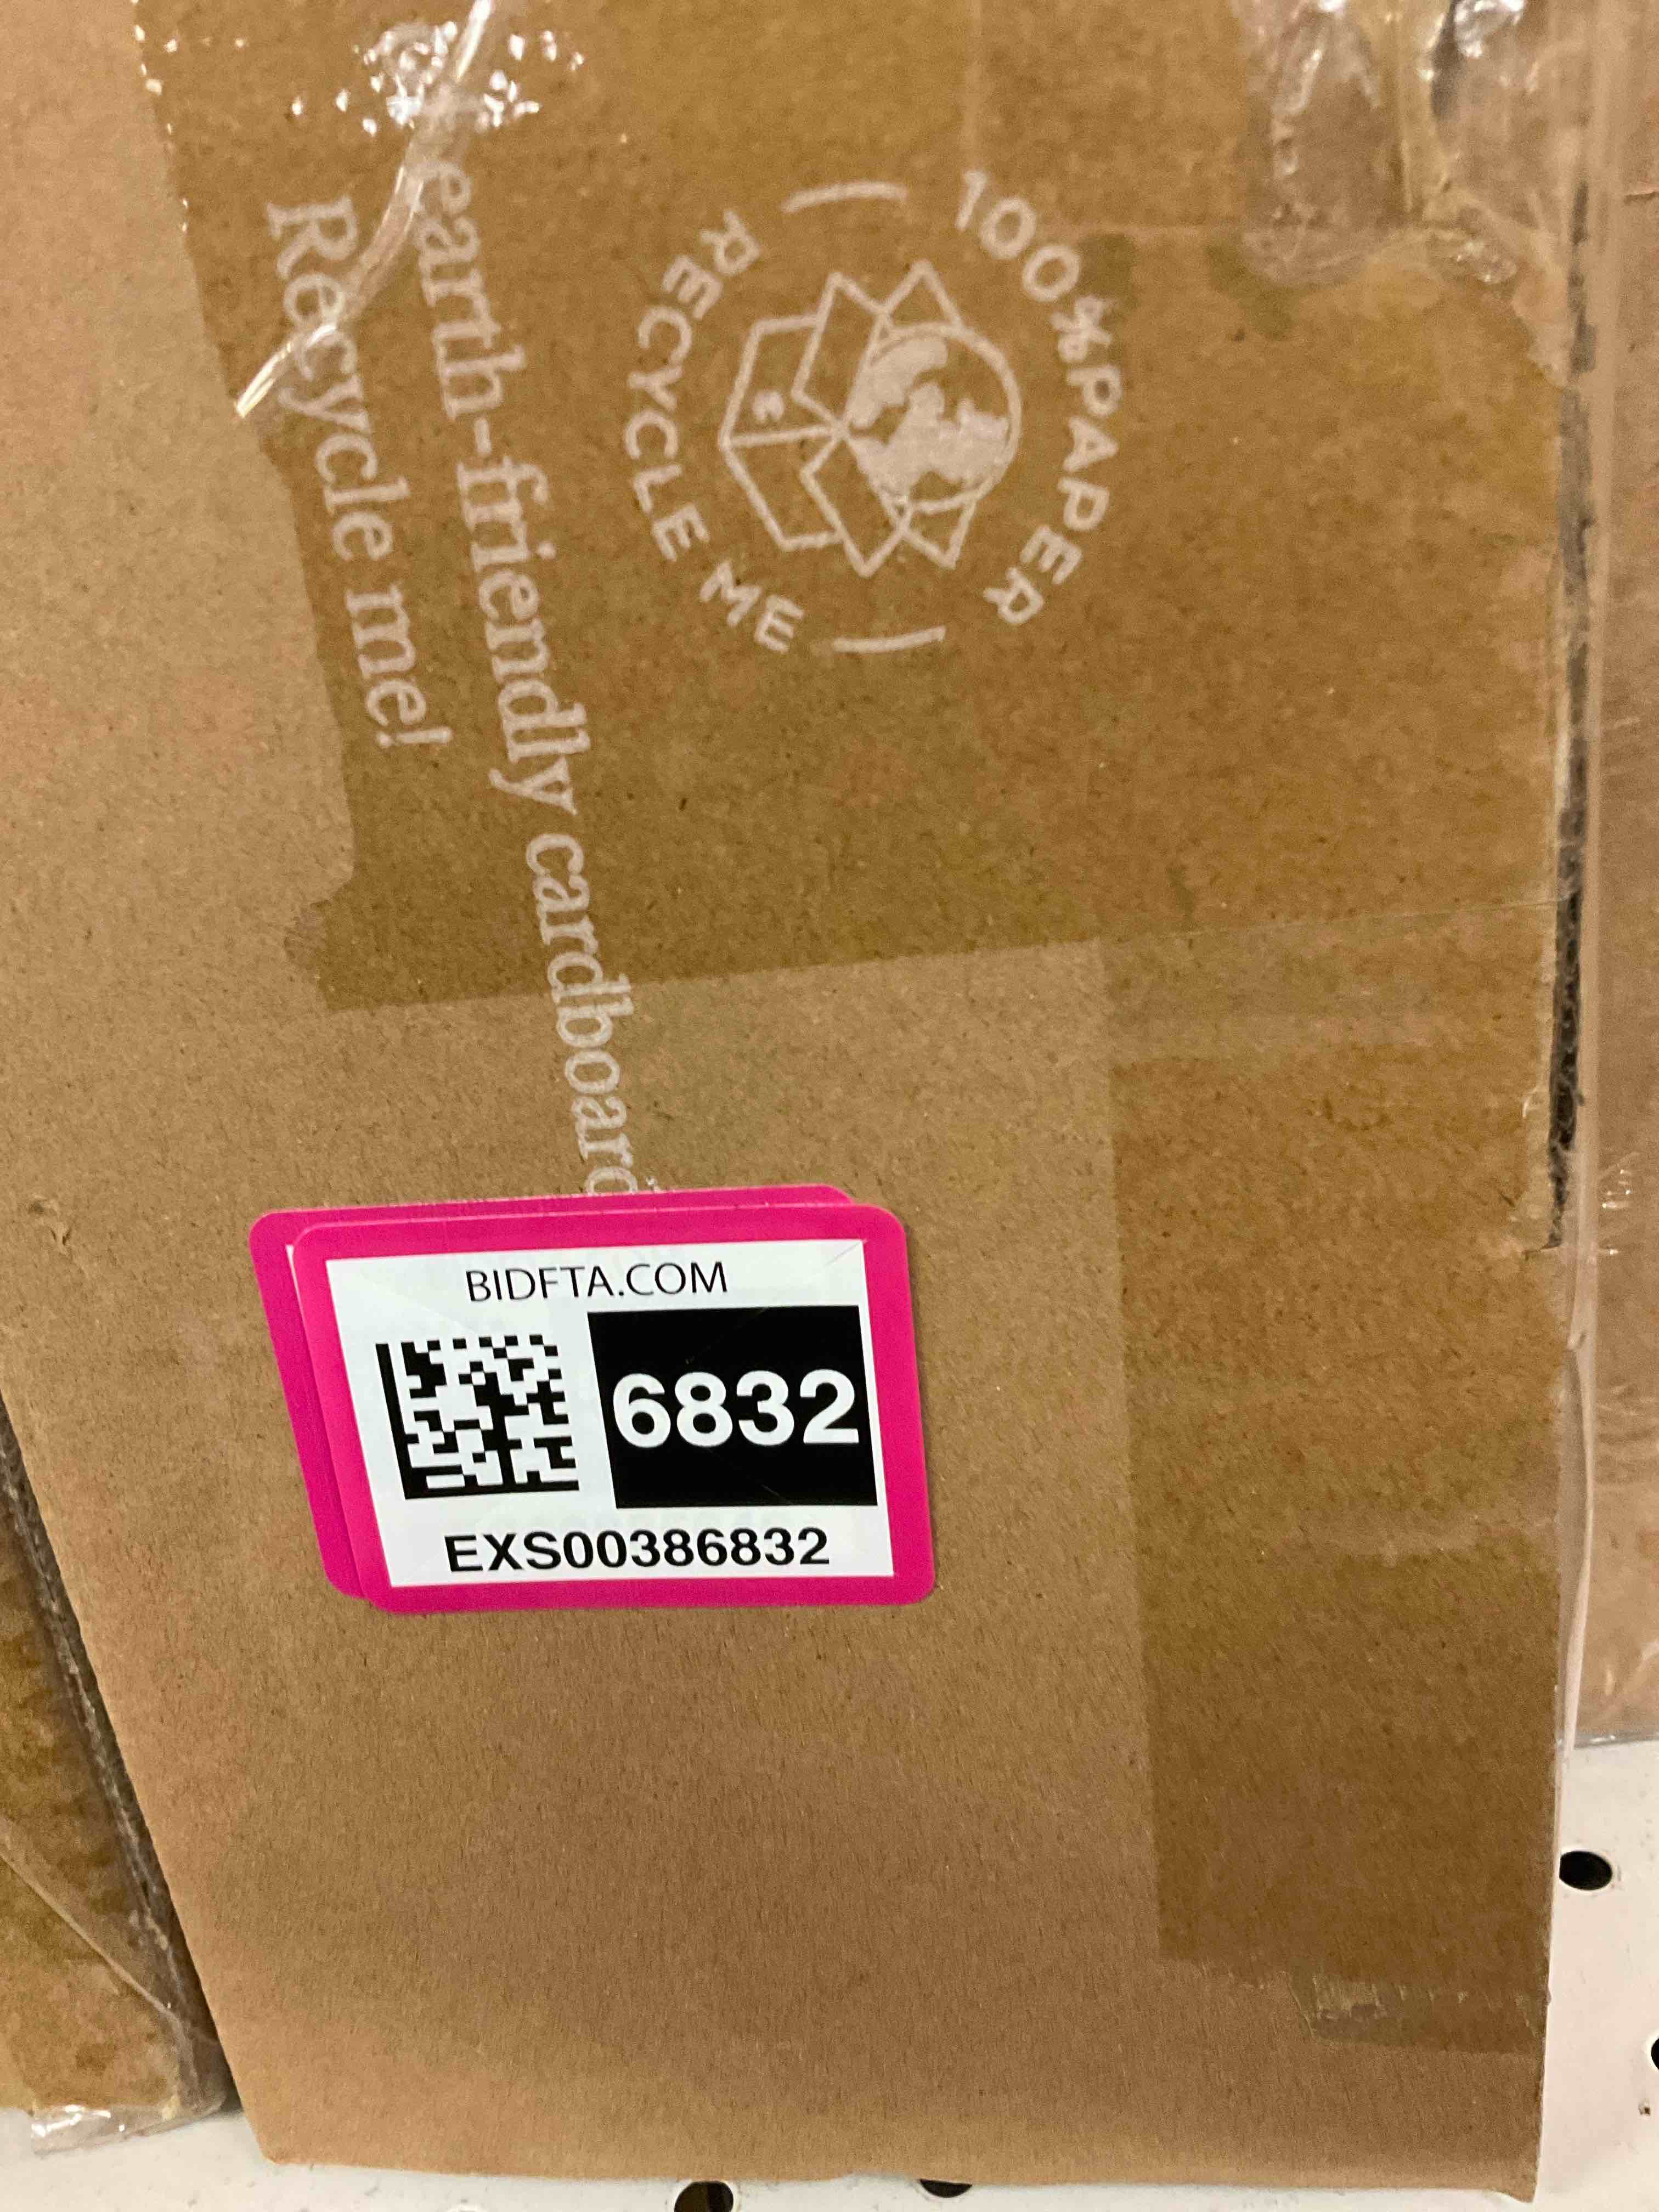 earth-friendly cardboard
Recycle me!
100% PAPER
RECYCLE ME
BIDFTA.COM
6832
EXS00386832